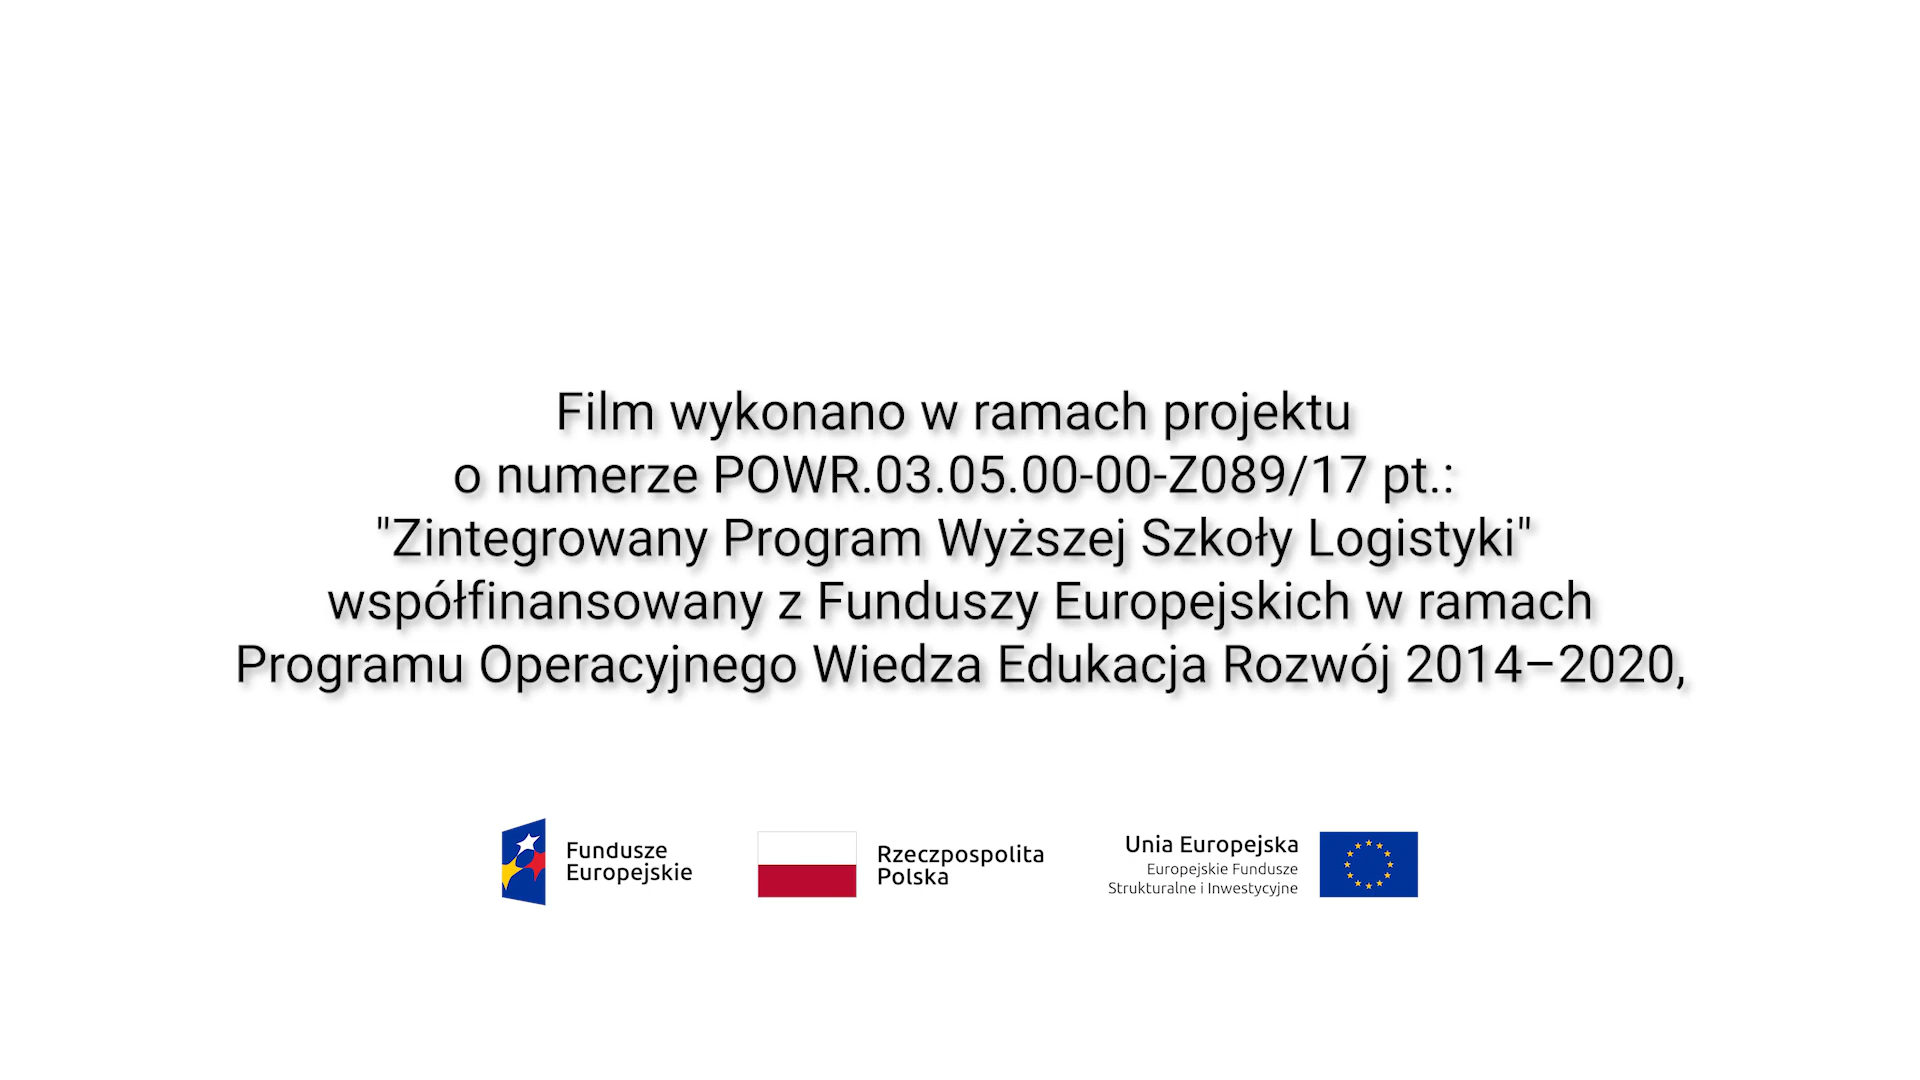 Film wykonano w ramach projektu
o numerze POWR.03.05.00-00-Z089/17 pt.:
"Zintegrowany Program Wyższej Szkoły Logistyki"
współfinansowany z Funduszy Europejskich w ramach
Programu Operacyjnego Wiedza Edukacja Rozwój 2014–2020,
Fundusze
Europejskie
Rzeczpospolita
Polska
Unia Europejska
Europejskie Fundusze
Strukturalne i Inwestycyjne